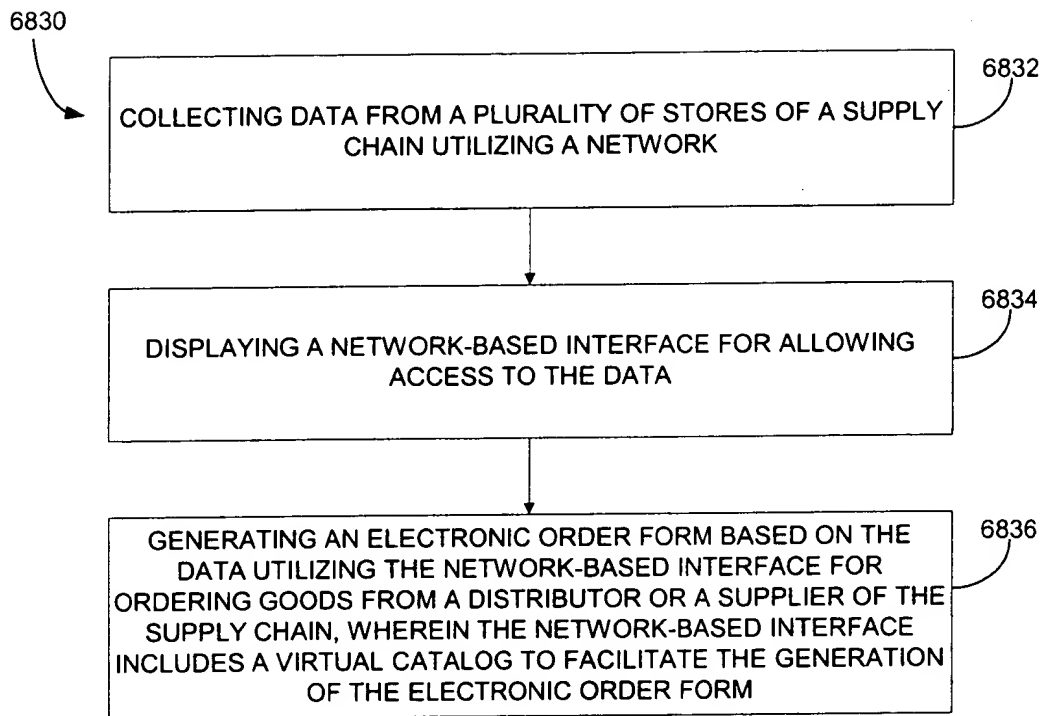 6830
6832
COLLECTING DATA FROM A PLURALITY OF STORES OF A SUPPLY
CHAIN UTILIZING A NETWORK
6834
DISPLAYING A NETWORK-BASED INTERFACE FOR ALLOWING
ACCESS TO THE DATA
6836
GENERATING AN ELECTRONIC ORDER FORM BASED ON THE
DATA UTILIZING THE NETWORK-BASED INTERFACE FOR
ORDERING GOODS FROM A DISTRIBUTOR OR A SUPPLIER OF THE
SUPPLY CHAIN, WHEREIN THE NETWORK-BASED INTERFACE
INCLUDES A VIRTUAL CATALOG TO FACILITATE THE GENERATION
OF THE ELECTRONIC ORDER FORM